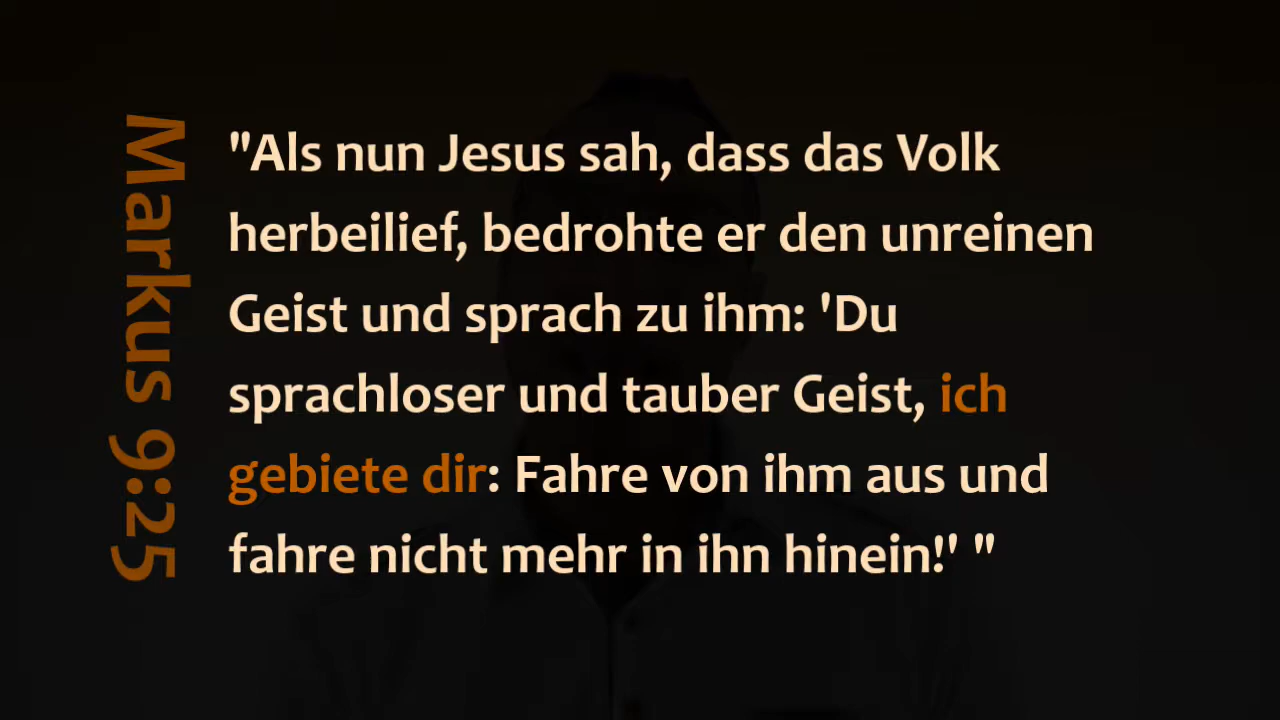 Markus 9:25
"Als nun Jesus sah, dass das Volk
herbeilief, bedrohte er den unreinen
Geist und sprach zu ihm: 'Du
sprachloser und tauber Geist, ich
gebiete dir: Fahre von ihm aus und
fahre nicht mehr in ihn hinein!' "